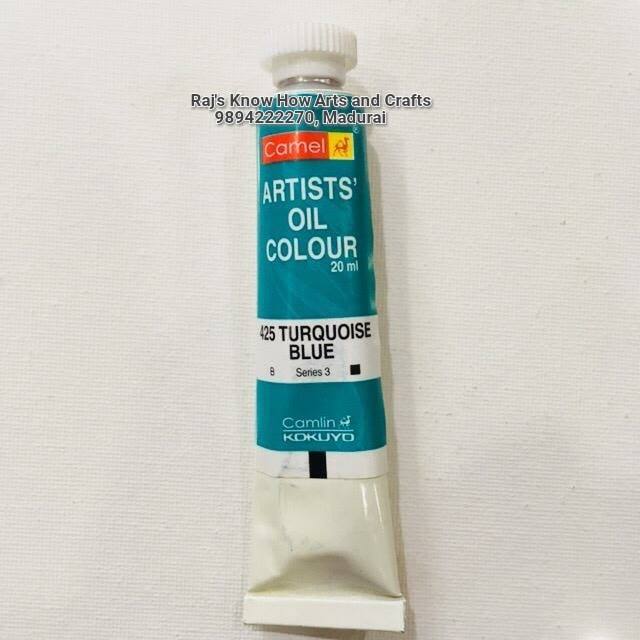 Raj's Know How Arts and Crafts
9894222270, Madurai
Camel
®
ARTISTS'
OIL
COLOUR
20 ml
425 TURQUOISE
BLUE
B Series 3
Camlin
KOKUYO